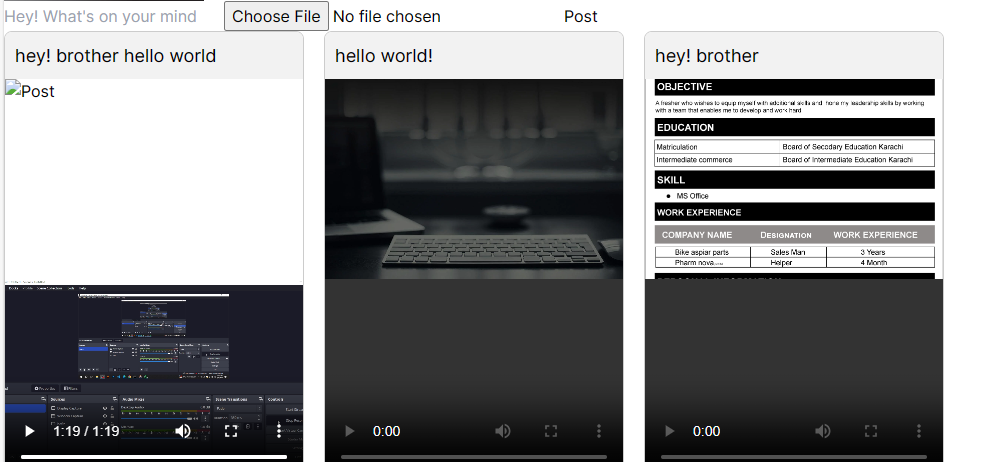 Hey! What's on your mind Choose File No file chosen Post
hey! brother hello world
Post
1:19 / 1:19
hello world!
0:00
hey! brother
OBJECTIVE
A fresher who wishes to equip myself with additional skills and hone my leadership skills by working
with a team that enables me to develop and work hard
EDUCATION
Matriculation Board of Secodary Education Karachi
Intermediate commerce Board of Intermediate Education Karachi
SKILL
MS Office
WORK EXPERIENCE
COMPANY NAME DESIGNATION WORK EXPERIENCE
Bike aspiar parts Sales Man 3 Years
Pharm nova Helper 4 Month
0:00